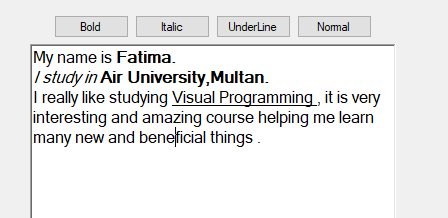 Bold Italic UnderLine Normal
My name is Fatima.
I study in Air University,Multan.
I really like studying Visual Programming , it is very
interesting and amazing course helping me learn
many new and beneficial things .